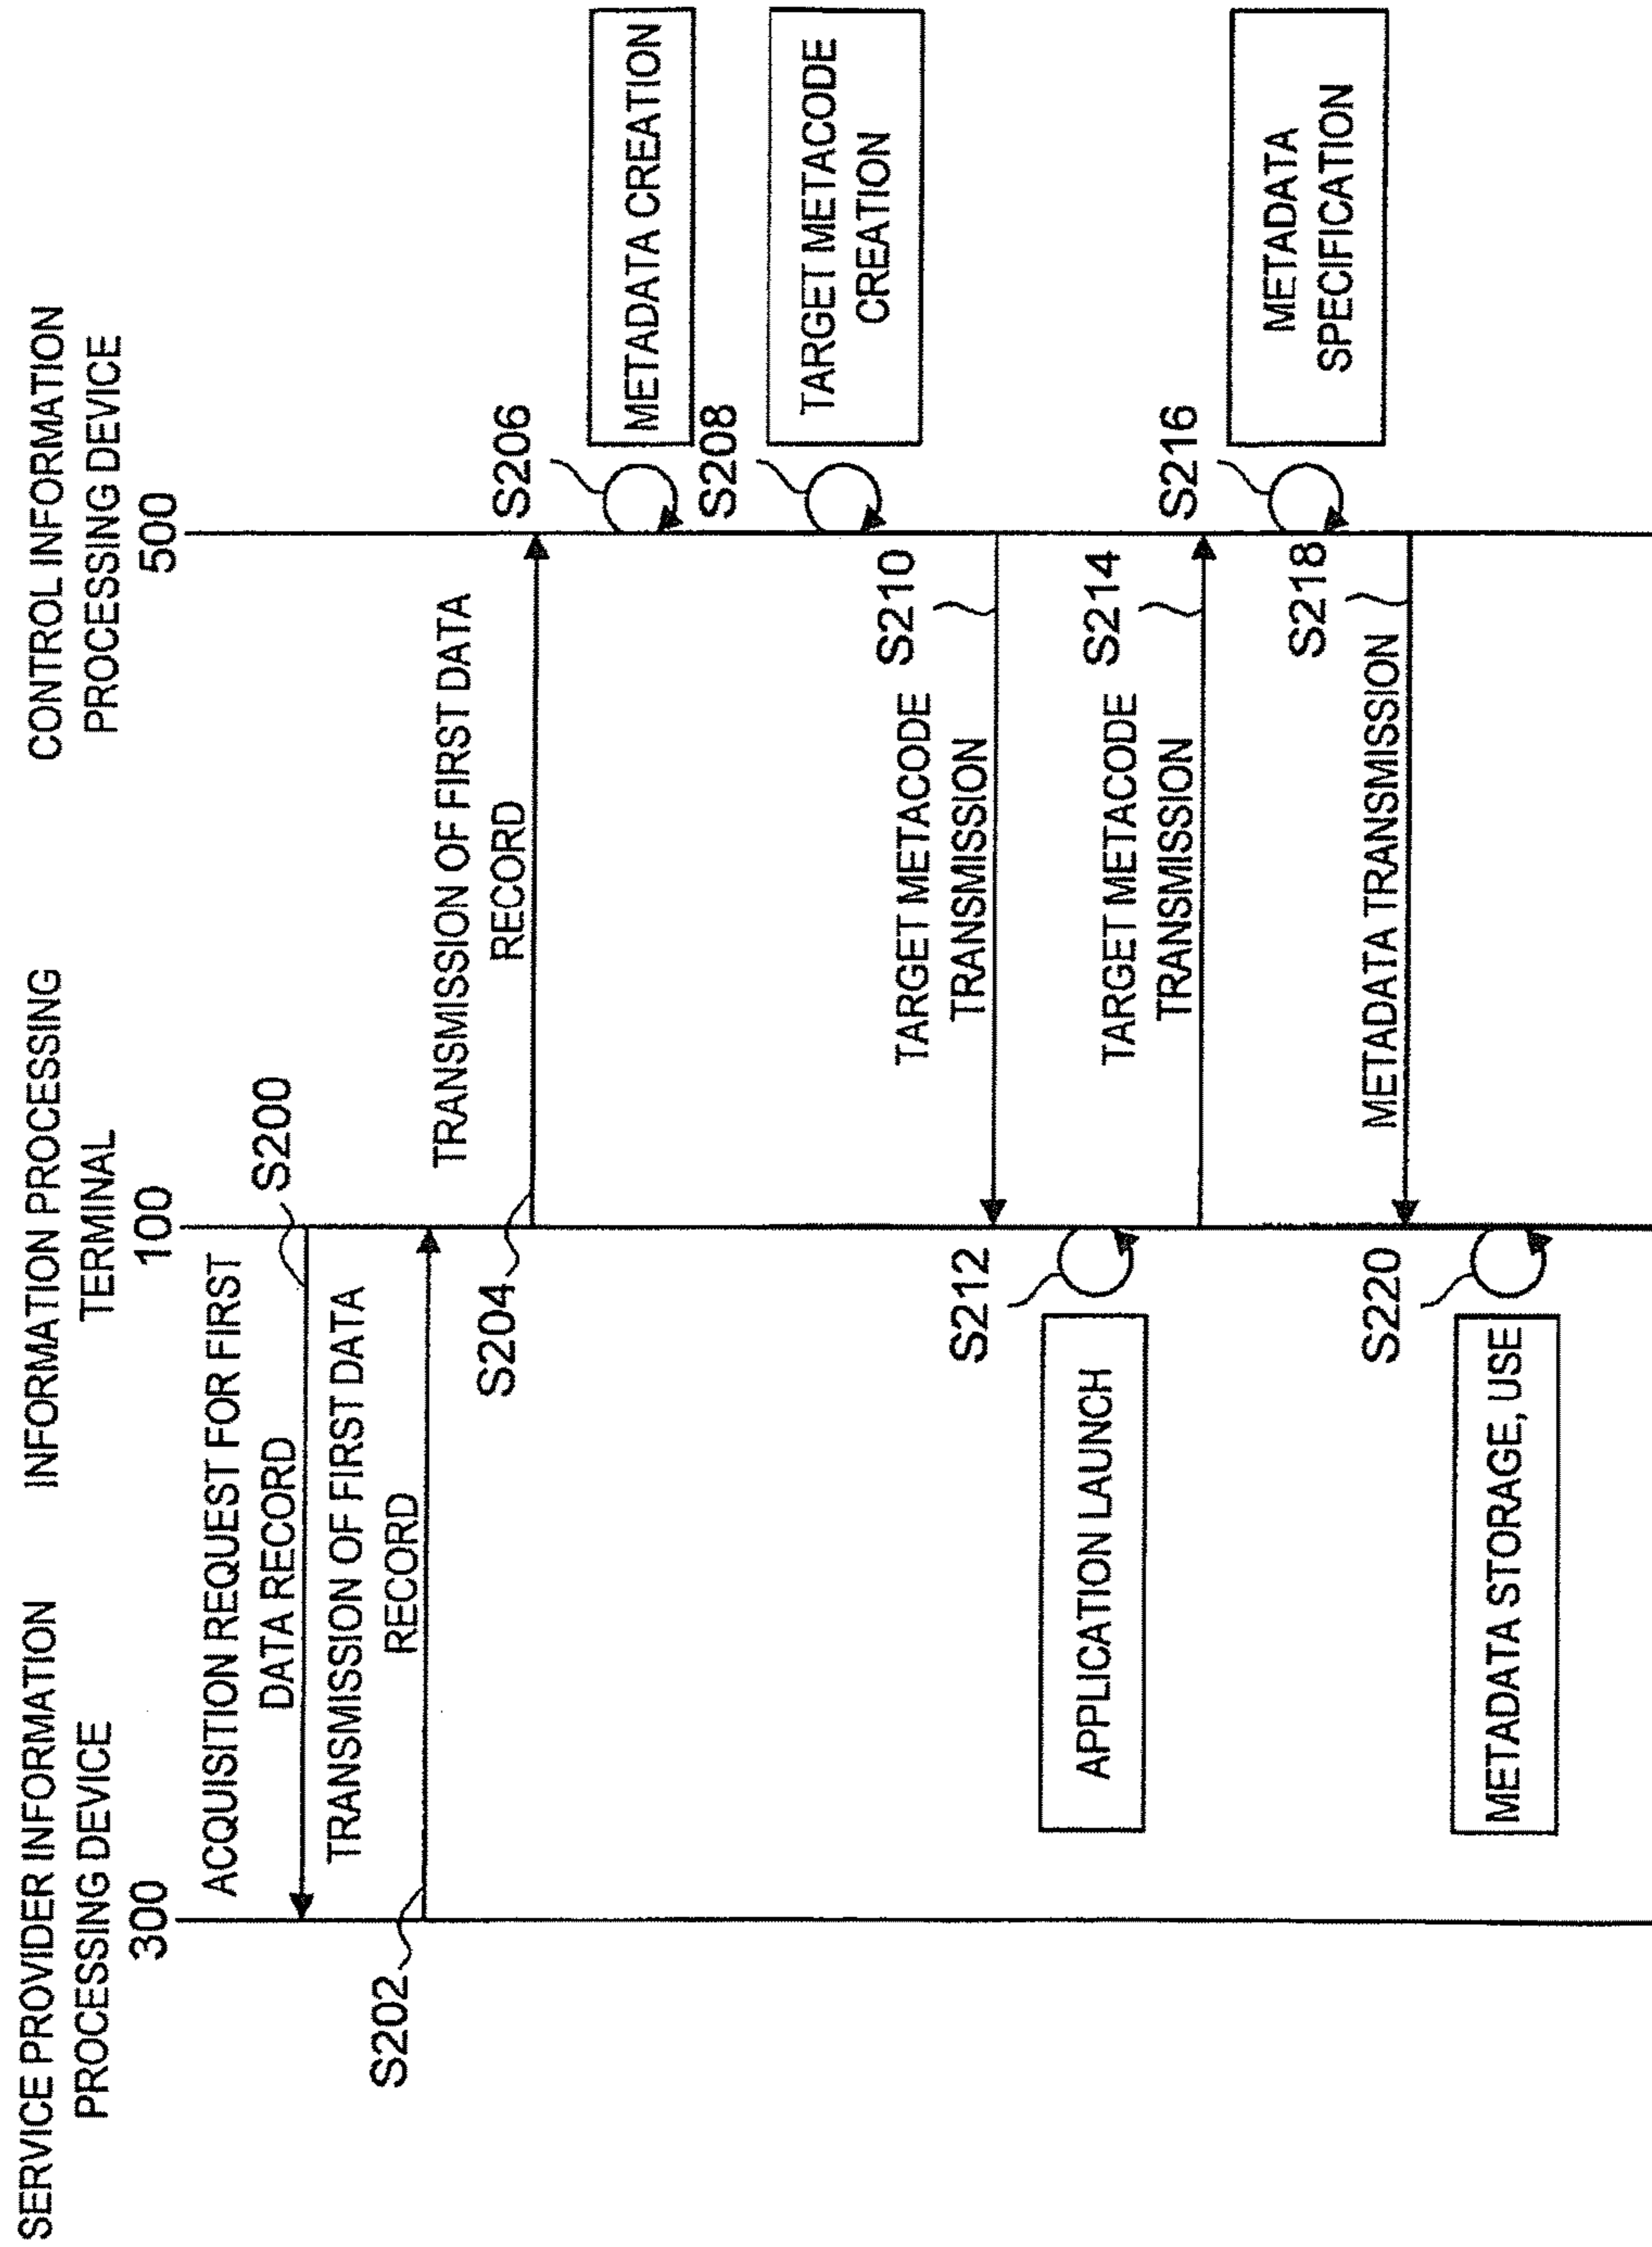 SERVICE PROVIDER INFORMATION
PROCESSING DEVICE
300
INFORMATION PROCESSING
TERMINAL
100
CONTROL INFORMATION
PROCESSING DEVICE
500
S200
ACQUISITION REQUEST FOR FIRST
DATA RECORD
S202
TRANSMISSION OF FIRST DATA
RECORD
S204
TRANSMISSION OF FIRST DATA
RECORD
S206
METADATA CREATION
S208
TARGET METACODE
CREATION
TARGET METACODE
TRANSMISSION
S210
S212
APPLICATION LAUNCH
TARGET METACODE
TRANSMISSION
S214
S216
METADATA
SPECIFICATION
S218
METADATA TRANSMISSION
S220
METADATA STORAGE, USE